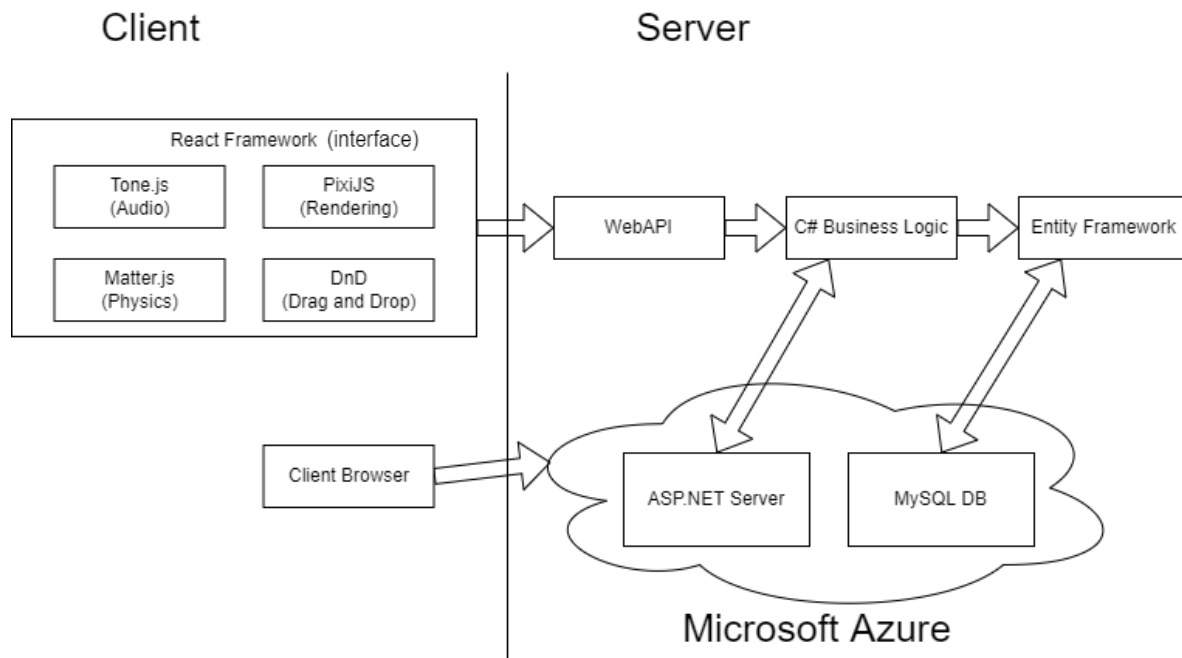 Client
Server
React Framework (interface)
Tone.js
(Audio)
PixiJS
(Rendering)
Matter.js
(Physics)
DnD
(Drag and Drop)
WebAPI
C# Business Logic
Entity Framework
Client Browser
ASP.NET Server
MySQL DB
Microsoft Azure